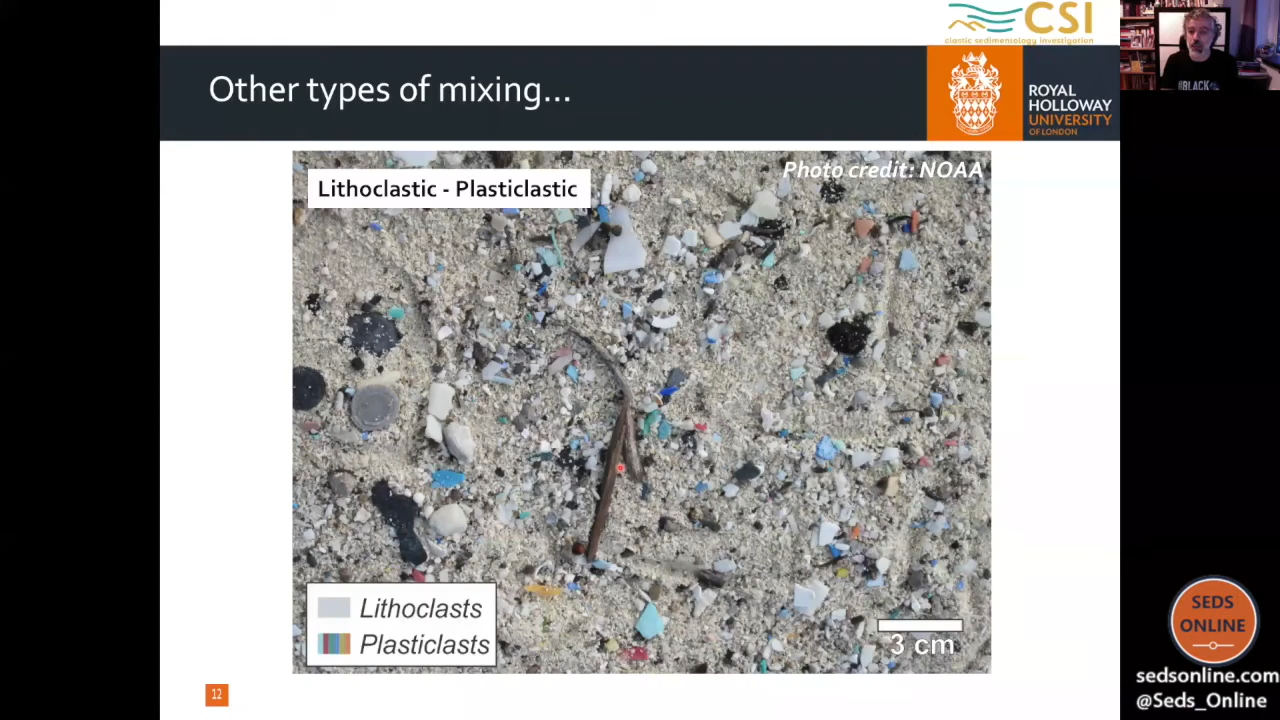 CSI
clastic sedimentology investigation
Other types of mixing...
ROYAL
HOLLOWAY
UNIVERSITY
OF LONDON
#BLACK
Lithoclastic - Plasticlastic
Photo credit: NOAA
Lithoclasts
Plasticlasts
3 cm
12
SEDS
ONLINE
sedsonline.com
@Seds_Online